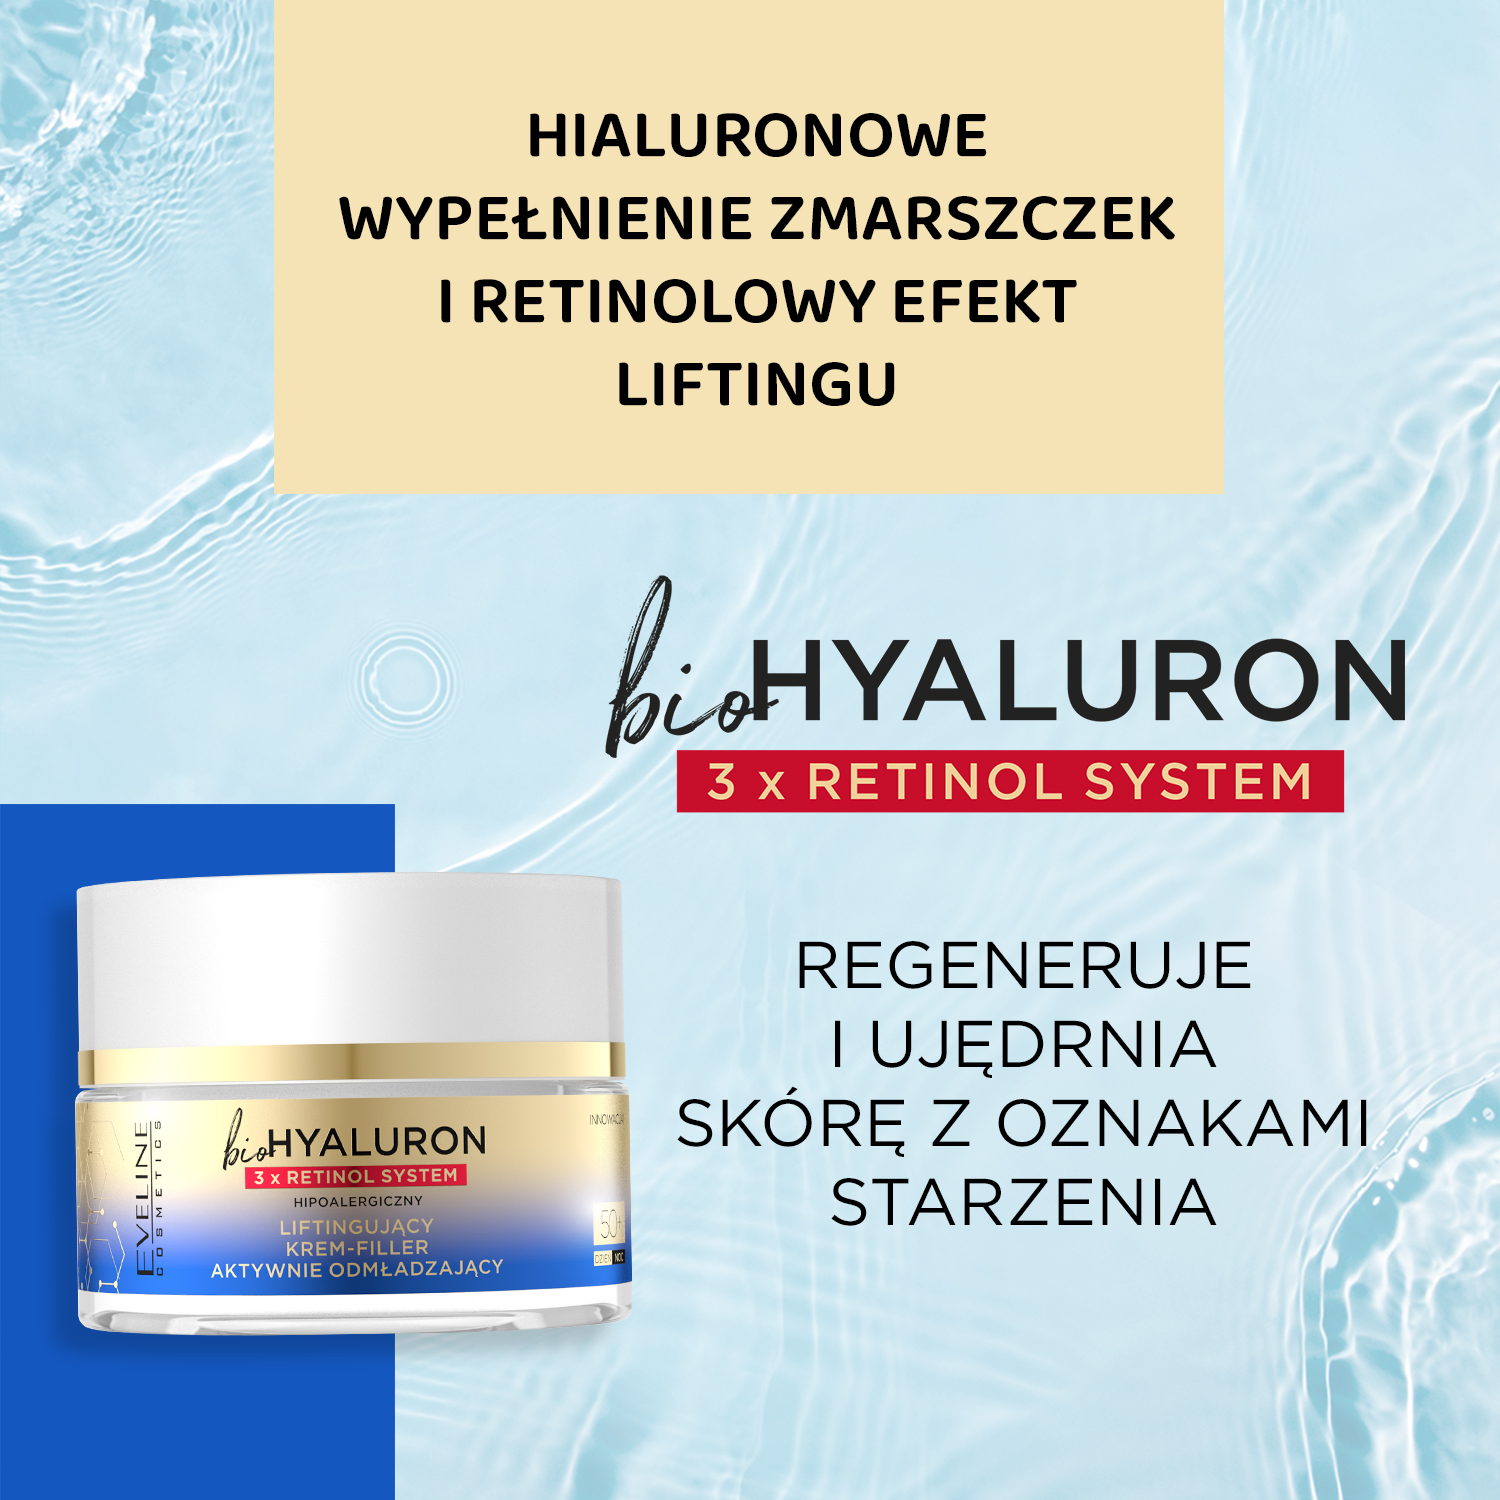 HIALURONOWE
WYPEŁNIENIE ZMARSZCZEK
I RETINOLOWY EFEKT
LIFTINGU
bioHYALURON
3 x RETINOL SYSTEM
REGENERUJE
I UJĘDRNIA
SKÓRĘ Z OZNAKAMI
STARZENIA
EVELINE
COSMETICS
INNOWACJA
bioHYALURON
3 x RETINOL SYSTEM
HIPOALERGICZNY
LIFTINGUJĄCY
KREM-FILLER
AKTYWNIE ODMŁADZAJĄCY
50+
DZIEŃ NOC